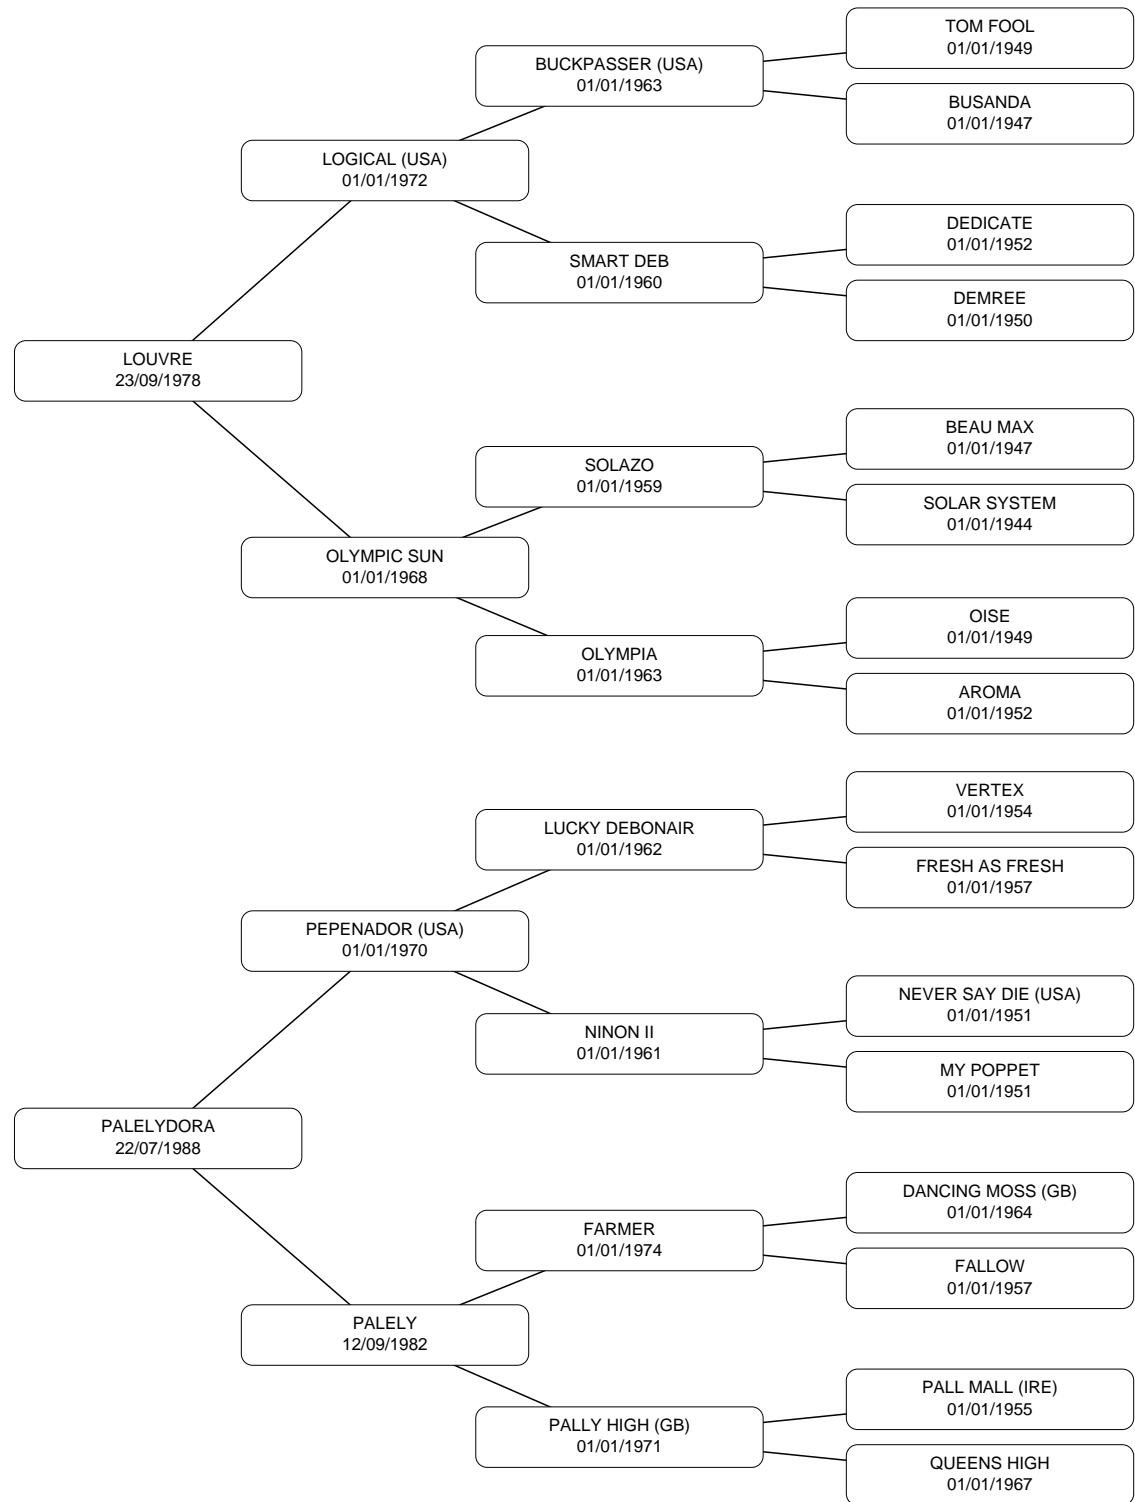 TOM FOOL
01/01/1949
BUCKPASSER (USA)
01/01/1963
BUSANDA
01/01/1947
LOGICAL (USA)
01/01/1972
DEDICATE
01/01/1952
SMART DEB
01/01/1960
DEMREE
01/01/1950
LOUVRE
23/09/1978
BEAU MAX
01/01/1947
SOLAZO
01/01/1959
SOLAR SYSTEM
01/01/1944
OLYMPIC SUN
01/01/1968
OISE
01/01/1949
OLYMPIA
01/01/1963
AROMA
01/01/1952
VERTEX
01/01/1954
LUCKY DEBONAIR
01/01/1962
FRESH AS FRESH
01/01/1957
PEPENADOR (USA)
01/01/1970
NEVER SAY DIE (USA)
01/01/1951
NINON II
01/01/1961
MY POPPET
01/01/1951
PALELYDORA
22/07/1988
DANCING MOSS (GB)
01/01/1964
FARMER
01/01/1974
FALLOW
01/01/1957
PALELY
12/09/1982
PALL MALL (IRE)
01/01/1955
PALLY HIGH (GB)
01/01/1971
QUEENS HIGH
01/01/1967